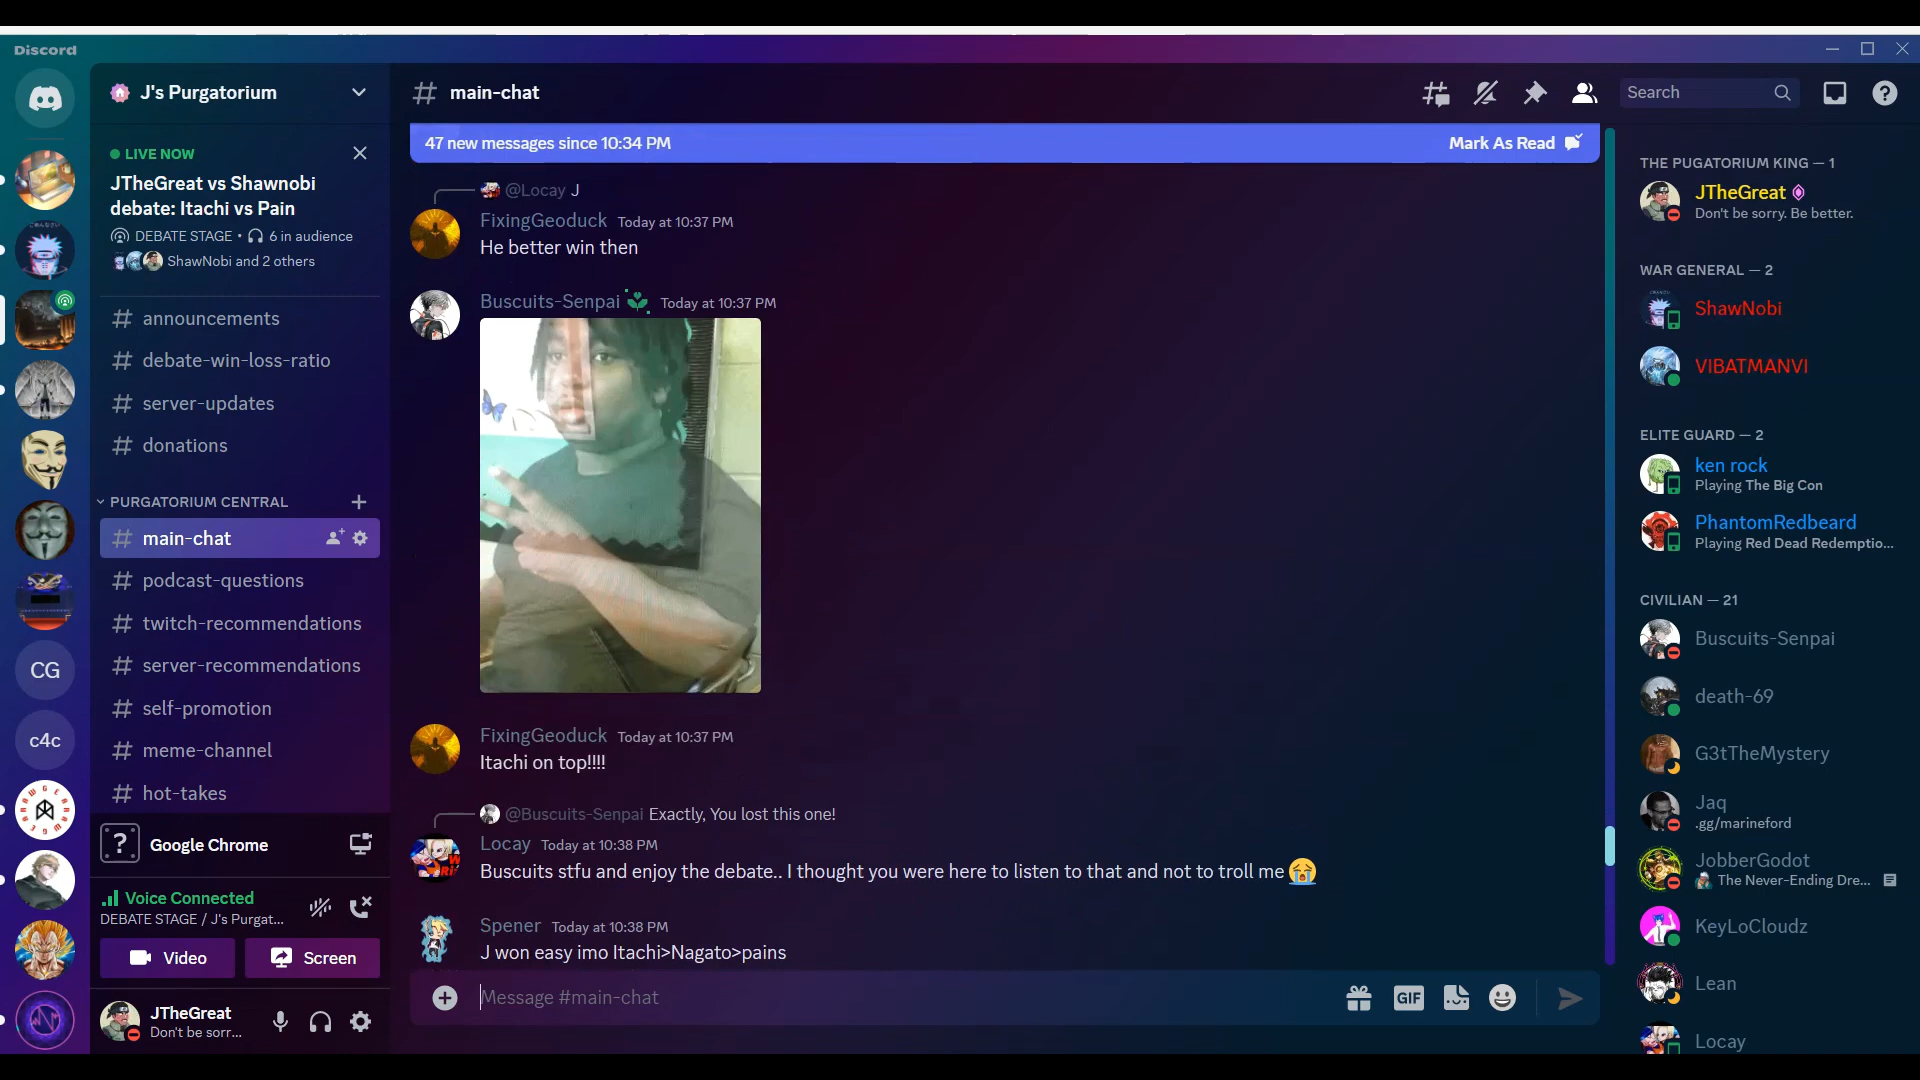 Discord
J's Purgatorium
LIVE NOW
JTheGreat vs Shawnobi
debate: Itachi vs Pain
DEBATE STAGE • 6 in audience
ShawNobi and 2 others
announcements
debate-win-loss-ratio
server-updates
donations
PURGATORIUM CENTRAL
main-chat
podcast-questions
twitch-recommendations
server-recommendations
self-promotion
meme-channel
hot-takes
CG
c4c
Google Chrome
Voice Connected
DEBATE STAGE / J's Purgat...
Video
Screen
JTheGreat
Don't be sorr...
main-chat
Search
47 new messages since 10:34 PM
Mark As Read
@Locay J
FixingGeoduck Today at 10:37 PM
He better win then
Buscuits-Senpai Today at 10:37 PM
FixingGeoduck Today at 10:37 PM
Itachi on top!!!!
@Buscuits-Senpai Exactly, You lost this one!
Locay Today at 10:38 PM
Buscuits stfu and enjoy the debate.. I thought you were here to listen to that and not to troll me 😭
Spener Today at 10:38 PM
J won easy imo Itachi>Nagato>pains
Message #main-chat
GIF
THE PUGATORIUM KING — 1
JTheGreat
Don't be sorry. Be better.
WAR GENERAL — 2
ShawNobi
VIBATMANVI
ELITE GUARD — 2
ken rock
Playing The Big Con
PhantomRedbeard
Playing Red Dead Redemptio...
CIVILIAN — 21
Buscuits-Senpai
death-69
G3tTheMystery
Jaq
.gg/marineford
JobberGodot
The Never-Ending Dre...
KeyLoCloudz
Lean
Locay